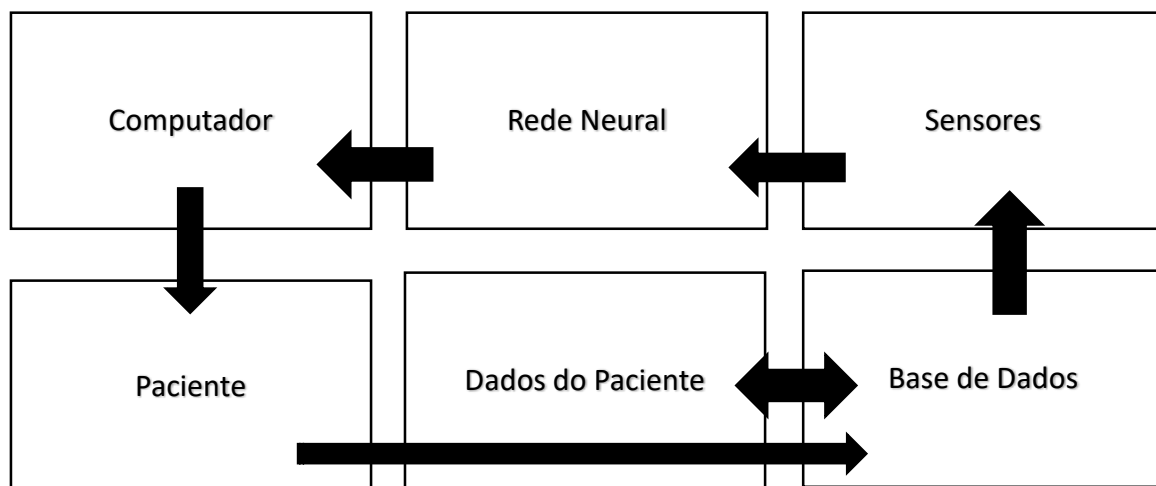 Computador
Rede Neural
Sensores
Paciente
Dados do Paciente
Base de Dados